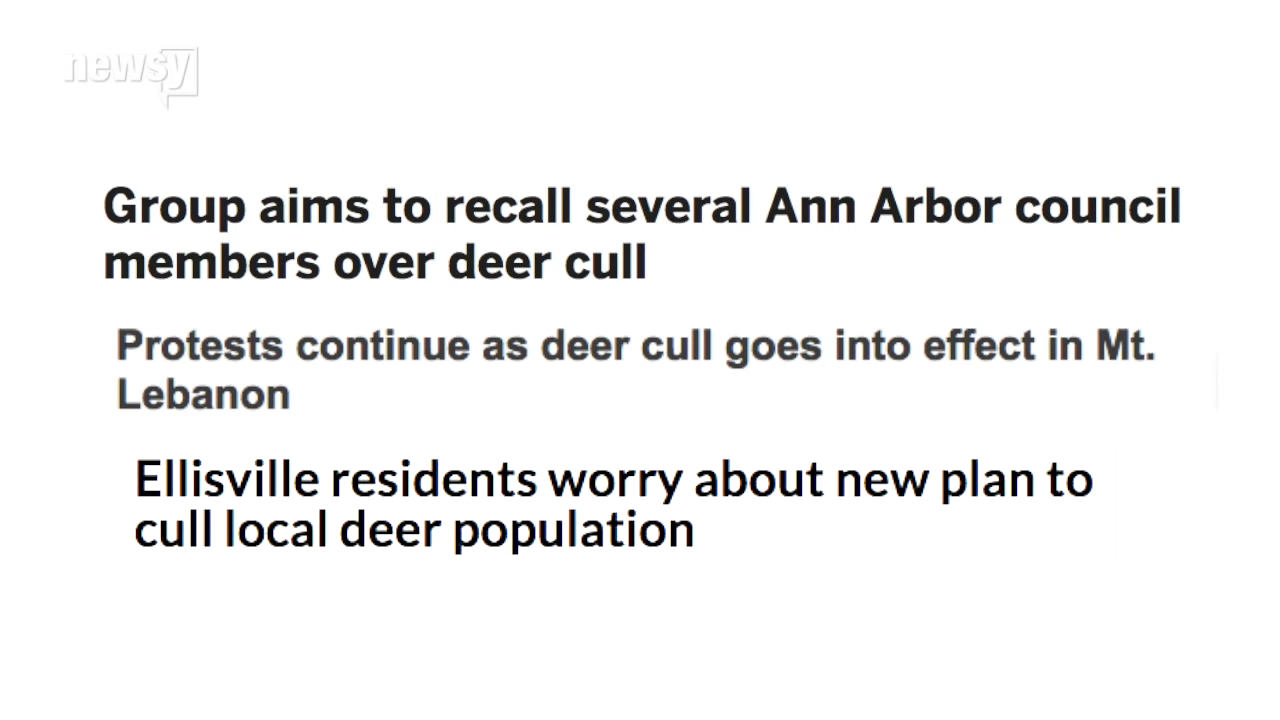 newsy
Group aims to recall several Ann Arbor council
members over deer cull
Protests continue as deer cull goes into effect in Mt.
Lebanon
Ellisville residents worry about new plan to
cull local deer population